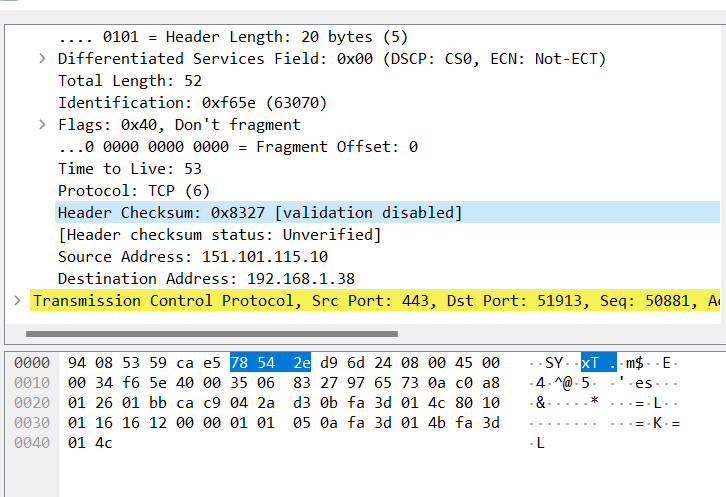 .... 0101 = Header Length: 20 bytes (5)
> Differentiated Services Field: 0x00 (DSCP: CS0, ECN: Not-ECT)
Total Length: 52
Identification: 0xf65e (63070)
> Flags: 0x40, Don't fragment
...0 0000 0000 0000 = Fragment Offset: 0
Time to Live: 53
Protocol: TCP (6)
Header Checksum: 0x8327 [validation disabled]
[Header checksum status: Unverified]
Source Address: 151.101.115.10
Destination Address: 192.168.1.38
> Transmission Control Protocol, Src Port: 443, Dst Port: 51913, Seq: 50881, A
0000 94 08 53 59 ca e5 78 54 2e d9 6d 24 08 00 45 00 ··SY··xT .·m$··E·
0010 00 34 f6 5e 40 00 35 06 83 27 97 65 73 0a c0 a8 ·4·^@·5· ·'·es···
0020 01 26 01 bb ca c9 04 2a d3 0b fa 3d 01 4c 80 10 ·&·····* ···=·L··
0030 01 16 16 12 00 00 01 01 05 0a fa 3d 01 4b fa 3d ········ ···=·K·=
0040 01 4c ·L